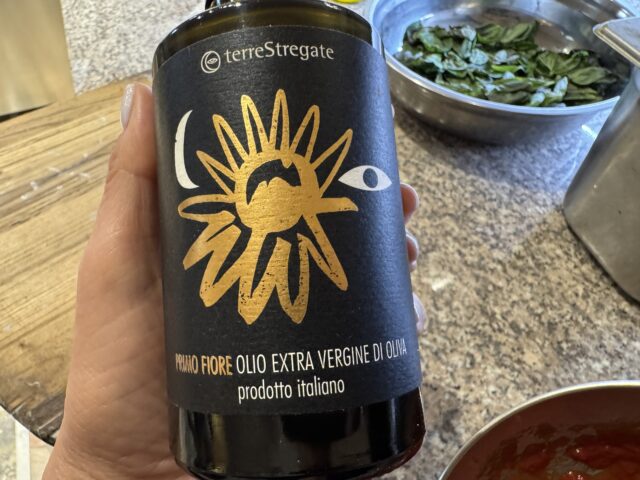 terreStregate
PRIMO FIORE OLIO EXTRA VERGINE DI OLIVA
prodotto italiano